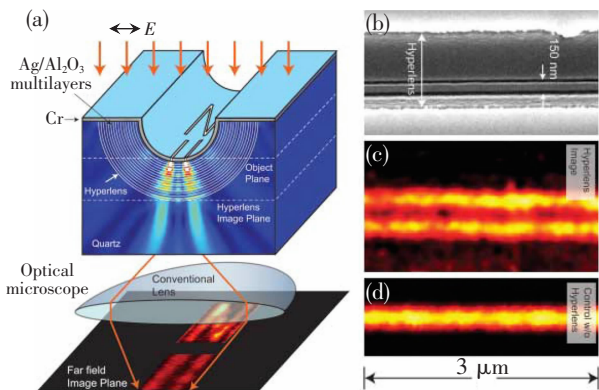 (a)
E
Ag/Al₂O₃
multilayers
Cr
Hyperlens
Object
Plane
Hyperlens
Image Plane
Quartz
Optical
microscope
Conventional
Lens
Far field
Image Plane
(b)
Hyperlens
150 nm
(c)
Hyperlens
Image
(d)
Control w/o
Hyperlens
3 μm